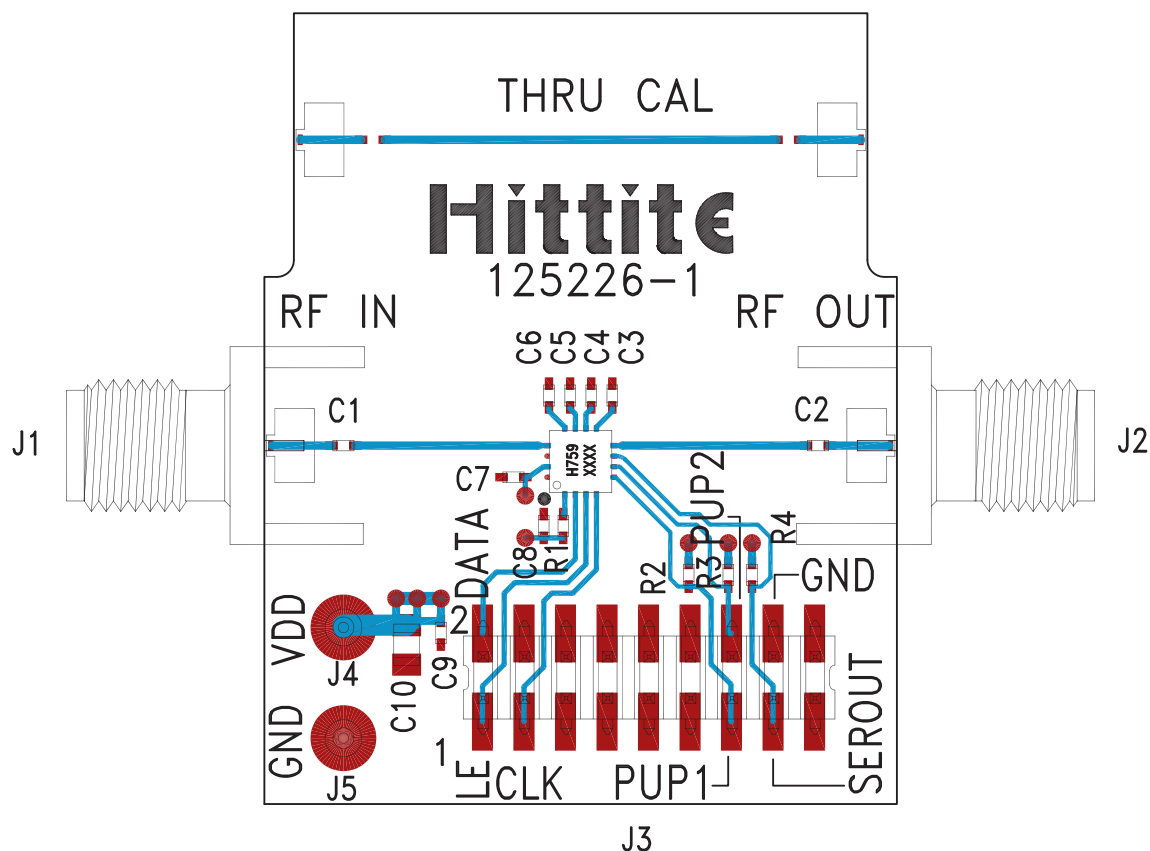 THRU CAL
Hittite
125226-1
RF IN
RF OUT
C6
C5
C4
C3
C1
C2
J1
J2
H759
XXXX
C7
PUP2
DATA
C8
R1
R4
R2
R3
GND
VDD
2
J4
C9
C10
GND
J5
1
LE
CLK
PUP1
SEROUT
J3